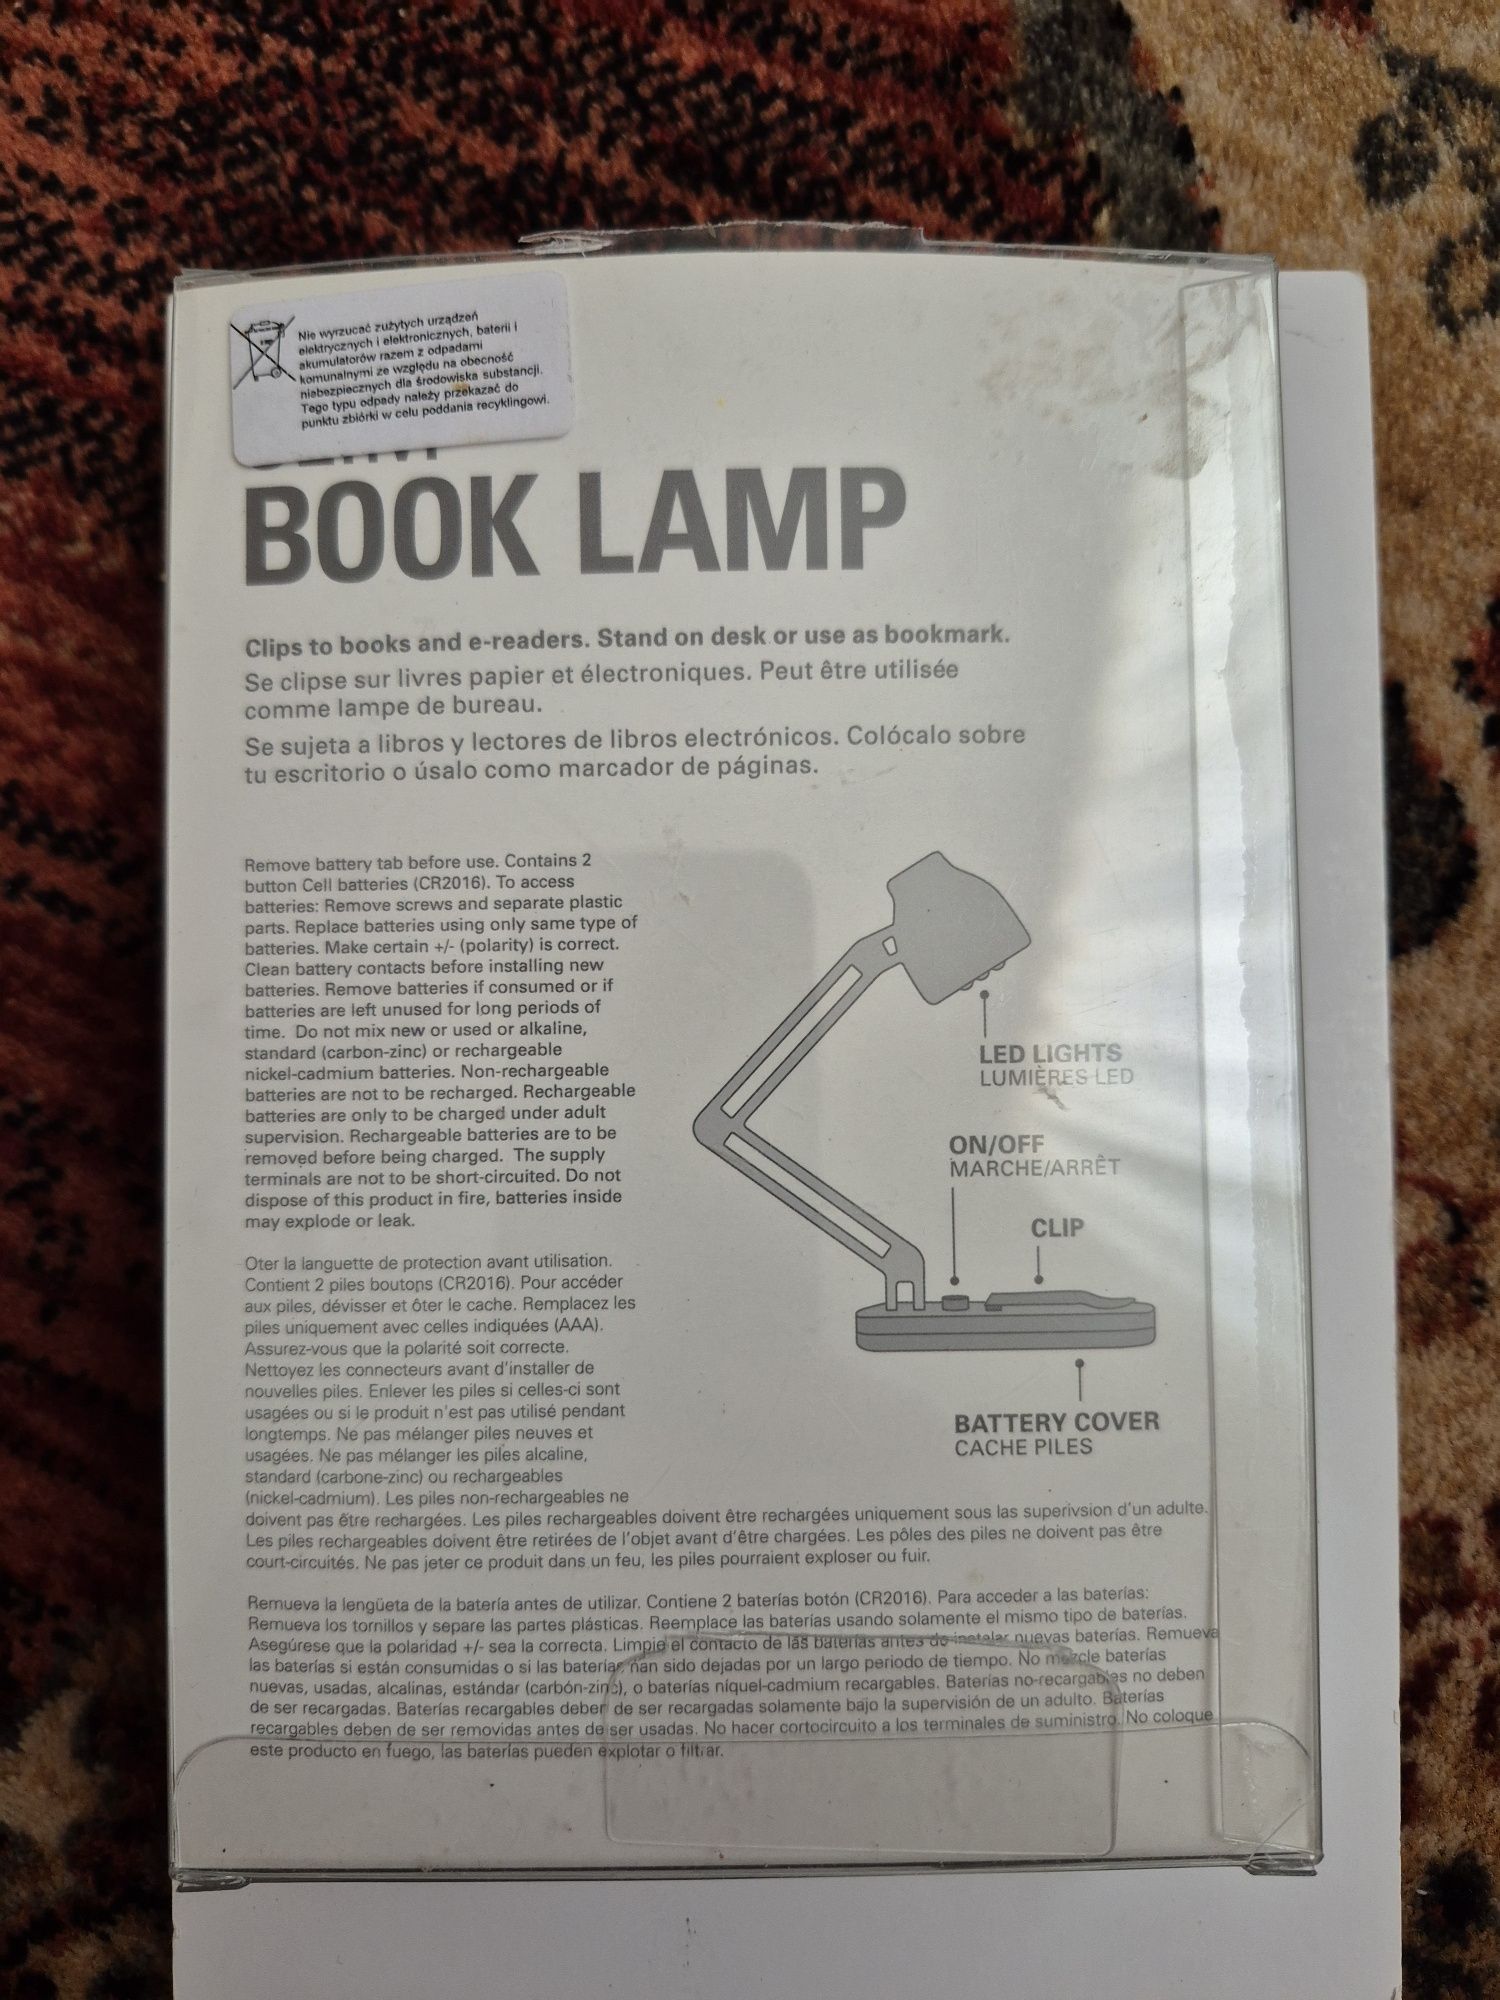 Nie wyrzucać zużytych urządzeń
elektrycznych i elektronicznych, baterii i
akumulatorów razem z odpadami
komunalnymi ze względu na obecność
niebezpiecznych dla środowiska substancji.
Tego typu odpady należy przekazać do
punktu zbiórki w celu poddania recyklingowi.
BOOK LAMP
Clips to books and e-readers. Stand on desk or use as bookmark.
Se clipse sur livres papier et électroniques. Peut être utilisée
comme lampe de bureau.
Se sujeta a libros y lectores de libros electrónicos. Colócalo sobre
tu escritorio o úsalo como marcador de páginas.
Remove battery tab before use. Contains 2
button Cell batteries (CR2016). To access
batteries: Remove screws and separate plastic
parts. Replace batteries using only same type of
batteries. Make certain +/- (polarity) is correct.
Clean battery contacts before installing new
batteries. Remove batteries if consumed or if
batteries are left unused for long periods of
time. Do not mix new or used or alkaline,
standard (carbon-zinc) or rechargeable
nickel-cadmium batteries. Non-rechargeable
batteries are not to be recharged. Rechargeable
batteries are only to be charged under adult
supervision. Rechargeable batteries are to be
removed before being charged. The supply
terminals are not to be short-circuited. Do not
dispose of this product in fire, batteries inside
may explode or leak.
LED LIGHTS
LUMIÈRES LED
ON/OFF
MARCHE/ARRÊT
CLIP
BATTERY COVER
CACHE PILES
Oter la languette de protection avant utilisation.
Contient 2 piles boutons (CR2016). Pour accéder
aux piles, dévisser et ôter le cache. Remplacez les
piles uniquement avec celles indiquées (AAA).
Assurez-vous que la polarité soit correcte.
Nettoyez les connecteurs avant d'installer de
nouvelles piles. Enlever les piles si celles-ci sont
usagées ou si le produit n'est pas utilisé pendant
longtemps. Ne pas mélanger piles neuves et
usagées. Ne pas mélanger les piles alcaline,
standard (carbone-zinc) ou rechargeables
(nickel-cadmium). Les piles non-rechargeables ne
doivent pas être rechargées. Les piles rechargeables doivent être rechargées uniquement sous las superivsion d'un adulte.
Les piles rechargeables doivent être retirées de l'objet avant d'être chargées. Les pôles des piles ne doivent pas être
court-circuités. Ne pas jeter ce produit dans un feu, les piles pourraient exploser ou fuir.
Remueva la lengüeta de la batería antes de utilizar. Contiene 2 baterías botón (CR2016). Para acceder a las baterías:
Remueva los tornillos y separe las partes plásticas. Reemplace las baterías usando solamente el mismo tipo de baterías.
Asegúrese que la polaridad +/- sea la correcta. Limpie el contacto de las baterías antes de instalar nuevas baterías. Remueva
las baterías si están consumidas o si las baterías han sido dejadas por un largo periodo de tiempo. No mezcle baterías
nuevas, usadas, alcalinas, estándar (carbón-zinc), o baterías níquel-cadmium recargables. Baterías no-recargables no deben
de ser recargadas. Baterías recargables deben de ser recargadas solamente bajo la supervisión de un adulto. Baterías
recargables deben de ser removidas antes de ser usadas. No hacer cortocircuito a los terminales de suministro. No coloque
este producto en fuego, las baterías pueden explotar o filtrar.